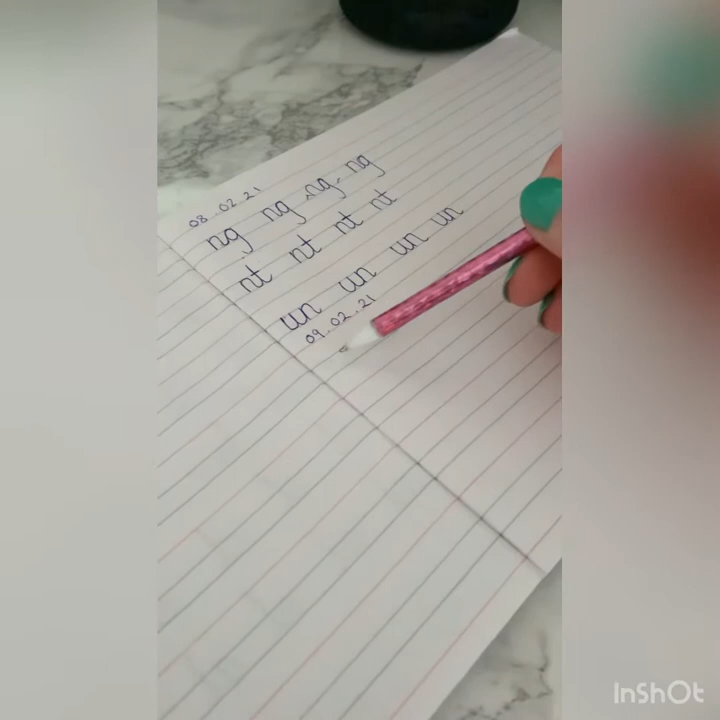 08.02.21
ng ng ng ng
nt nt nt nt
un un un un
09.02.21
InShOt